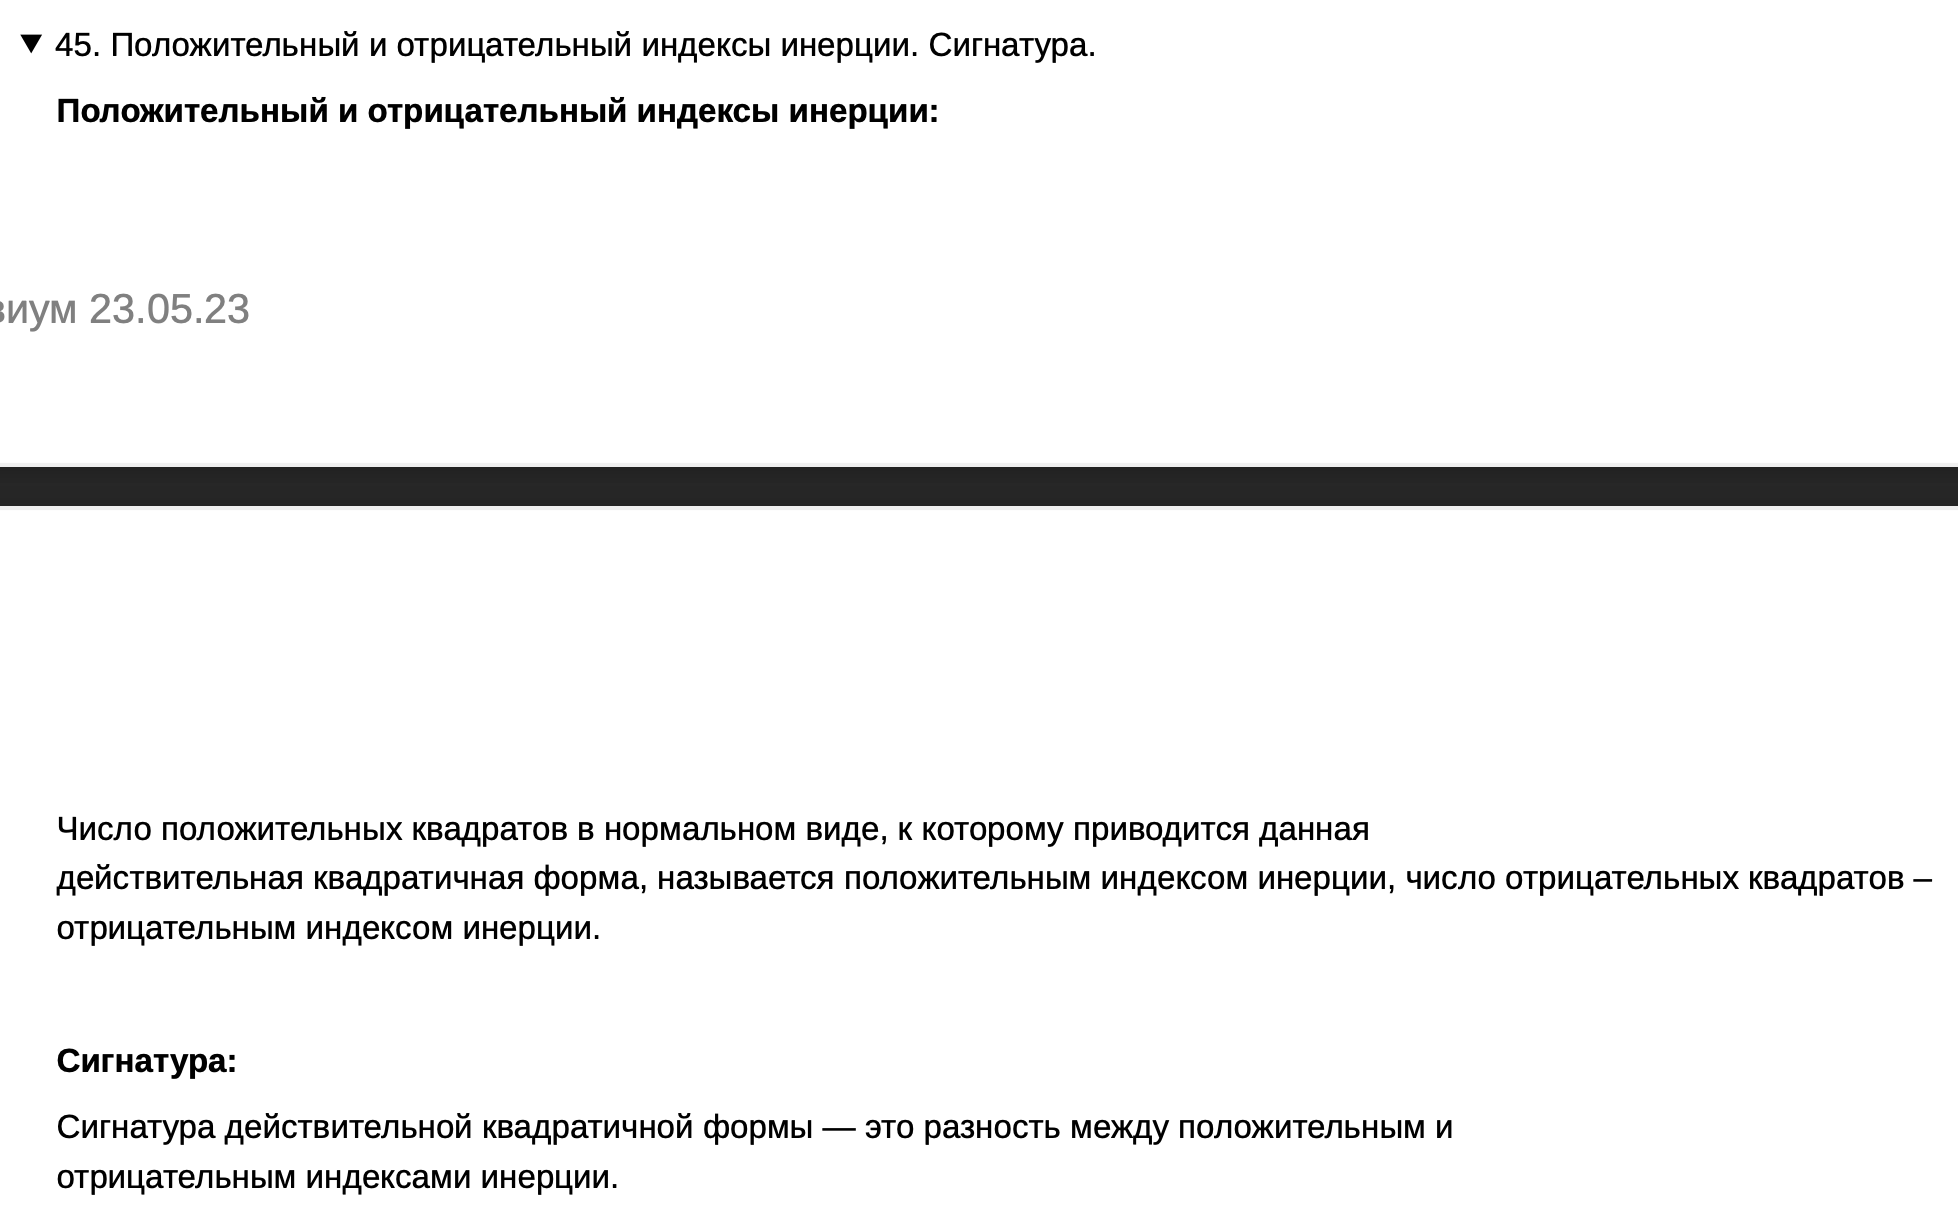 ▼ 45. Положительный и отрицательный индексы инерции. Сигнатура.
Положительный и отрицательный индексы инерции:
23.05.23
Число положительных квадратов в нормальном виде, к которому приводится данная
действительная квадратичная форма, называется положительным индексом инерции, число отрицательных квадратов –
отрицательным индексом инерции.
Сигнатура:
Сигнатура действительной квадратичной формы — это разность между положительным и
отрицательным индексами инерции.